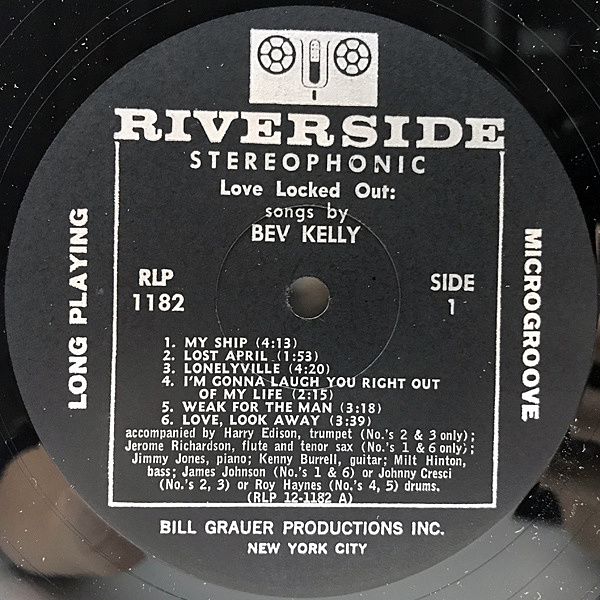 RIVERSIDE
STEREOPHONIC
Love Locked Out:
songs by
BEV KELLY
LONG PLAYING
RLP
1182
SIDE
1
MICROGROOVE
1. MY SHIP (4:13)
2. LOST APRIL (1:53)
3. LONELYVILLE (4:20)
4. I'M GONNA LAUGH YOU RIGHT OUT
OF MY LIFE (2:15)
5. WEAK FOR THE MAN (3:18)
6. LOVE, LOOK AWAY (3:39)
accompanied by Harry Edison, trumpet (No.'s 2 & 3 only);
Jerome Richardson, flute and tenor sax (No.'s 1 & 6 only);
Jimmy Jones, piano; Kenny Burrell, guitar; Milt Hinton,
bass; James Johnson (No.'s 1 & 6) or Johnny Cresci
(No.'s 2, 3) or Roy Haynes (No.'s 4, 5) drums.
(RLP 12-1182 A)
BILL GRAUER PRODUCTIONS INC.
NEW YORK CITY